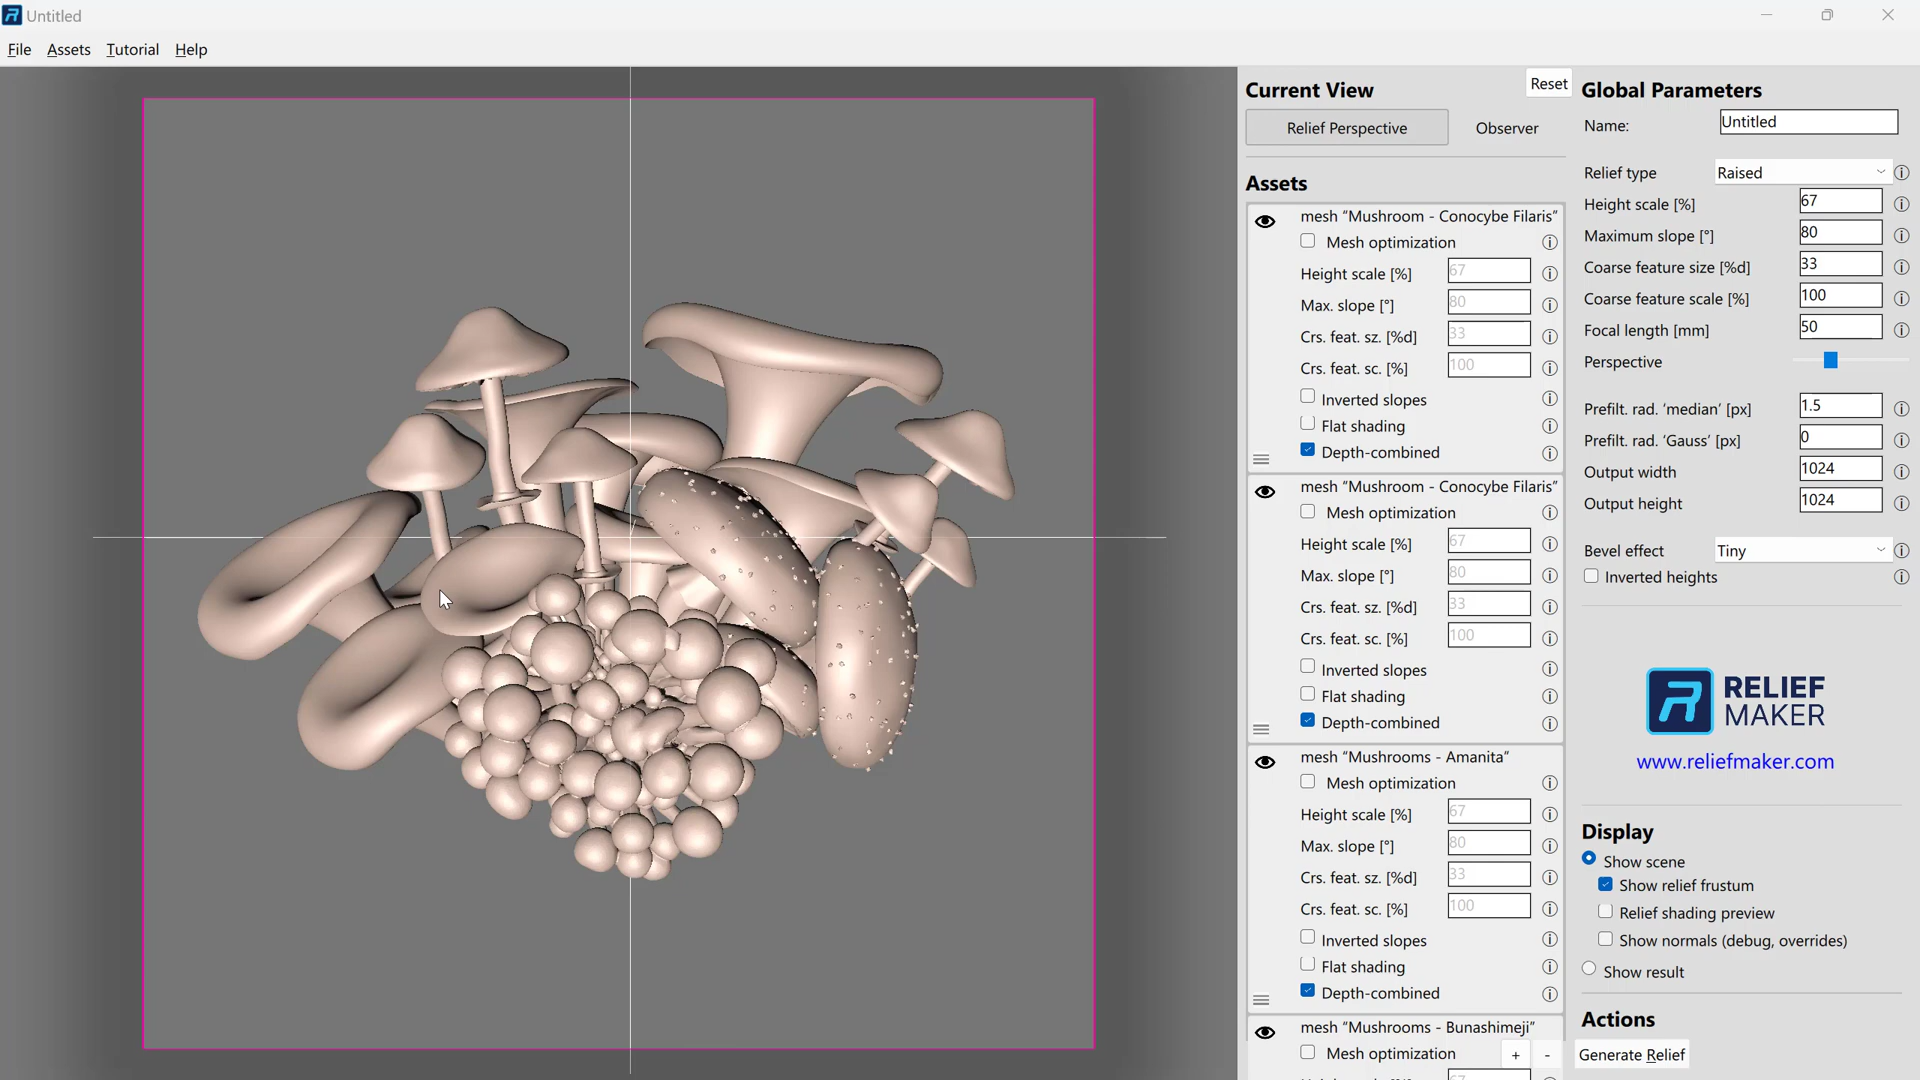 Untitled
File Assets Tutorial Help
Current View
Reset
Relief Perspective
Observer
Assets
mesh “Mushroom - Conocybe Filaris”
Mesh optimization
Height scale [%] 67
Max. slope [°] 80
Crs. feat. sz. [%d] 33
Crs. feat. sc. [%] 100
Inverted slopes
Flat shading
Depth-combined
mesh “Mushroom - Conocybe Filaris”
Mesh optimization
Height scale [%] 67
Max. slope [°] 80
Crs. feat. sz. [%d] 33
Crs. feat. sc. [%] 100
Inverted slopes
Flat shading
Depth-combined
mesh “Mushrooms - Amanita”
Mesh optimization
Height scale [%] 67
Max. slope [°] 80
Crs. feat. sz. [%d] 33
Crs. feat. sc. [%] 100
Inverted slopes
Flat shading
Depth-combined
mesh “Mushrooms - Bunashimeji”
Mesh optimization
+ -
Global Parameters
Name: Untitled
Relief type Raised
Height scale [%] 67
Maximum slope [°] 80
Coarse feature size [%d] 33
Coarse feature scale [%] 100
Focal length [mm] 50
Perspective
Prefilt. rad. ‘median’ [px] 1.5
Prefilt. rad. ‘Gauss’ [px] 0
Output width 1024
Output height 1024
Bevel effect Tiny
Inverted heights
RELIEF
MAKER
www.reliefmaker.com
Display
Show scene
Show relief frustum
Relief shading preview
Show normals (debug, overrides)
Show result
Actions
Generate Relief